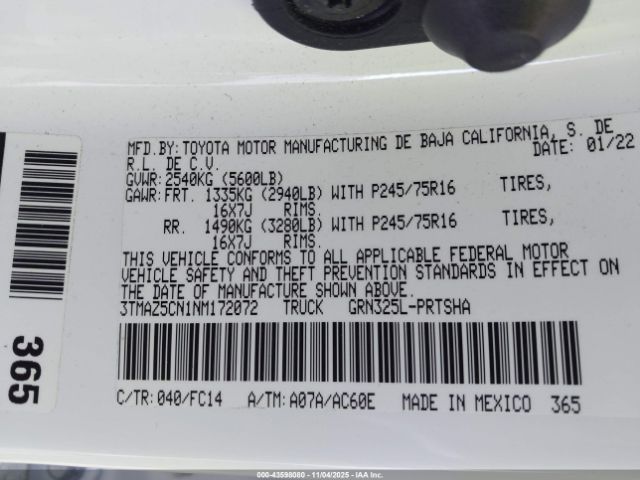 MFD.BY:TOYOTA MOTOR MANUFACTURING DE BAJA CALIFORNIA, S. DE
R.L. DE C.V. DATE: 01/22
GVWR:2540KG (5600LB)
GAWR:FRT. 1335KG (2940LB) WITH P245/75R16 TIRES,
16X7J RIMS.
RR. 1490KG (3280LB) WITH P245/75R16 TIRES,
16X7J RIMS.
THIS VEHICLE CONFORMS TO ALL APPLICABLE FEDERAL MOTOR
VEHICLE SAFETY AND THEFT PREVENTION STANDARDS IN EFFECT ON
THE DATE OF MANUFACTURE SHOWN ABOVE.
3TMAZ5CN1NM172072 TRUCK GRN325L-PRTSHA
C/TR:040/FC14 A/TM:A07A/AC60E MADE IN MEXICO 365
365
000-43598080 - 11/04/2025 - IAA Inc.